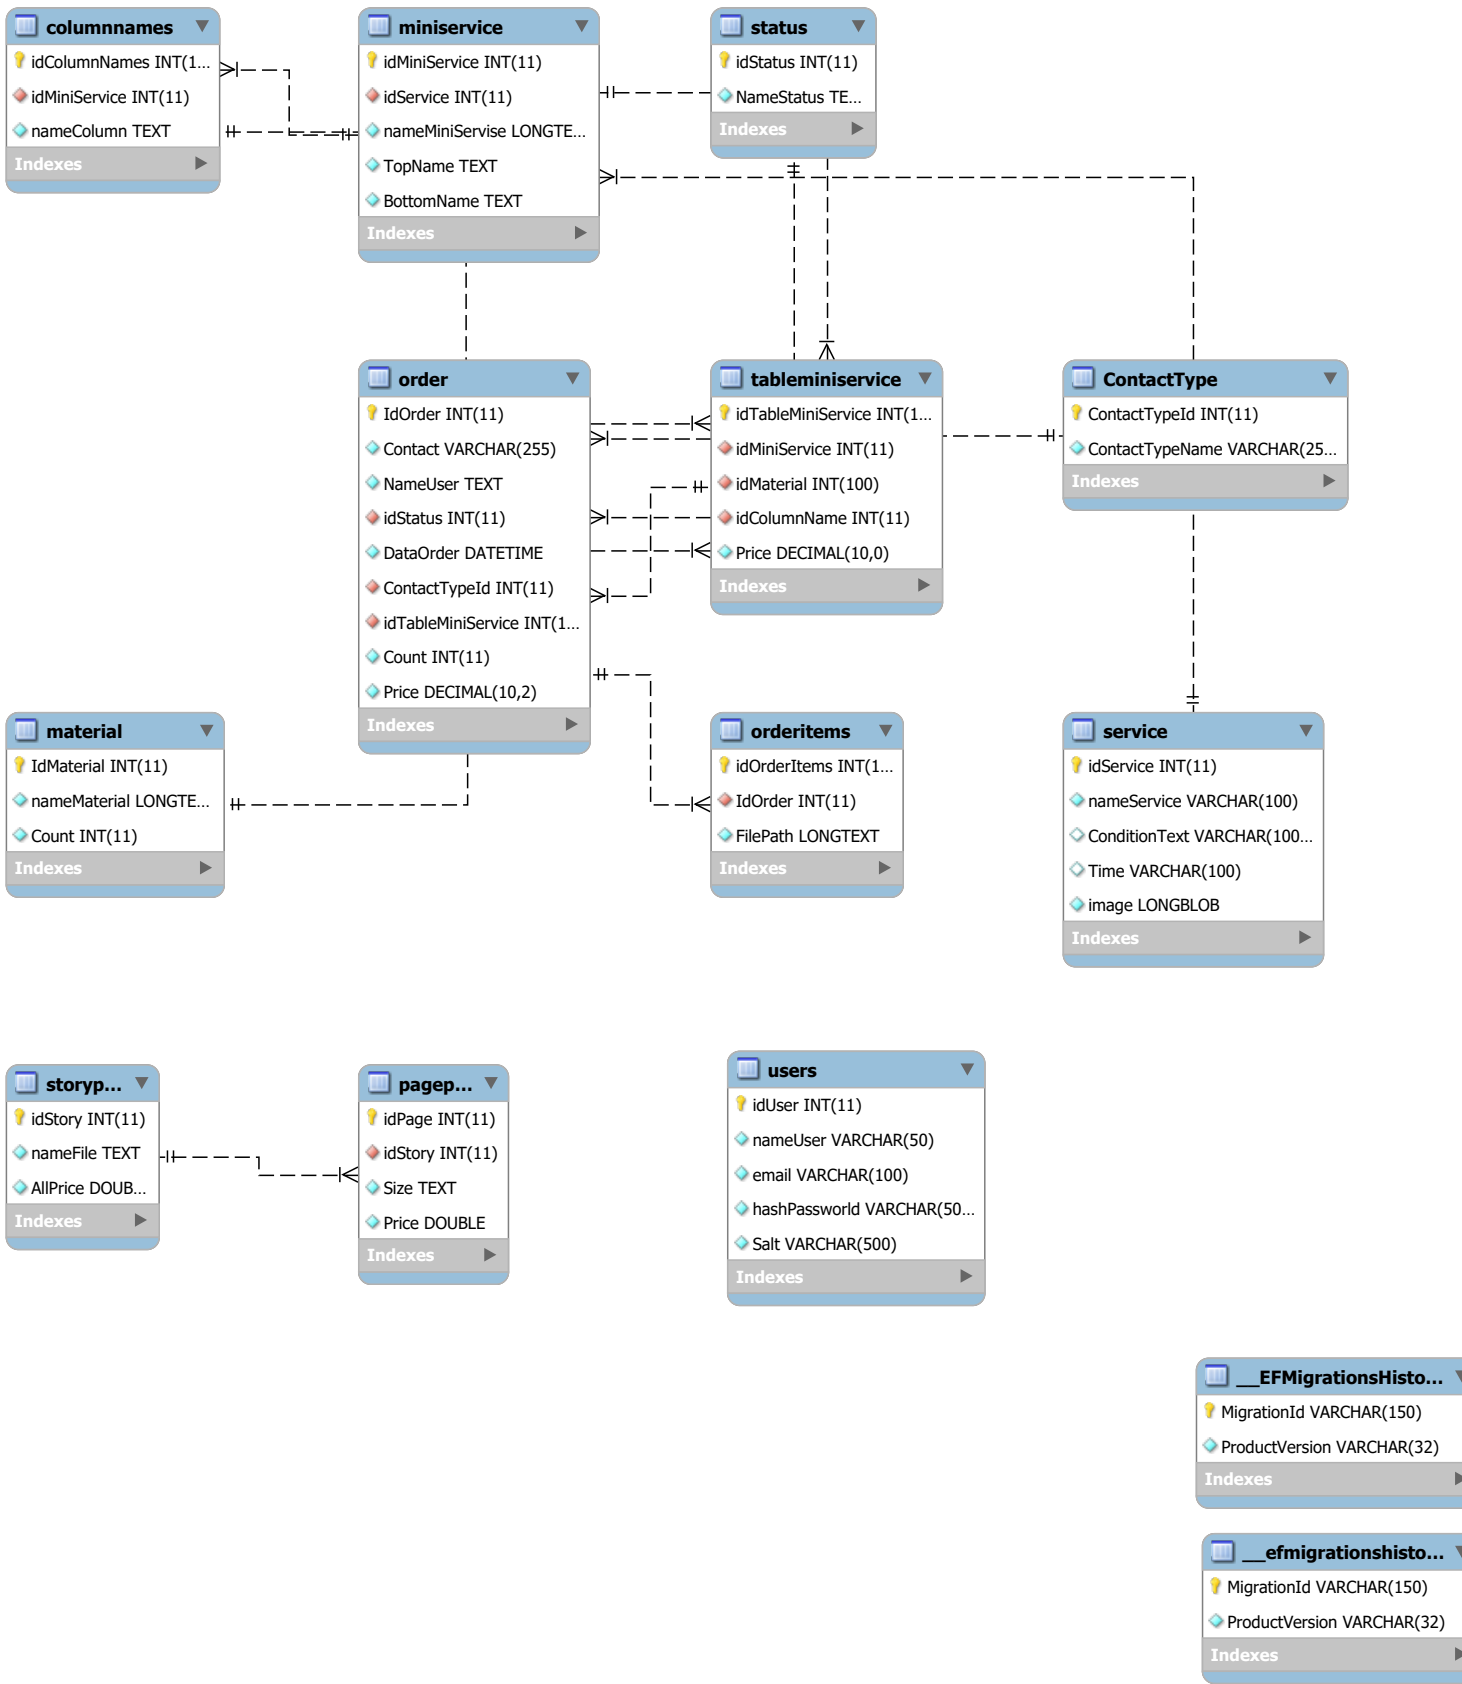 columnnames
idColumnNames INT(1...
idMiniService INT(11)
nameColumn TEXT
Indexes
miniservice
idMiniService INT(11)
idService INT(11)
nameMiniServise LONGTE...
TopName TEXT
BottomName TEXT
Indexes
status
idStatus INT(11)
NameStatus TE...
Indexes
order
IdOrder INT(11)
Contact VARCHAR(255)
NameUser TEXT
idStatus INT(11)
DataOrder DATETIME
ContactTypeId INT(11)
idTableMiniService INT(1...
Count INT(11)
Price DECIMAL(10,2)
Indexes
tableminiservice
idTableMiniService INT(1...
idMiniService INT(11)
idMaterial INT(100)
idColumnName INT(11)
Price DECIMAL(10,0)
Indexes
ContactType
ContactTypeId INT(11)
ContactTypeName VARCHAR(25...
Indexes
material
IdMaterial INT(11)
nameMaterial LONGTE...
Count INT(11)
Indexes
orderitems
idOrderItems INT(1...
IdOrder INT(11)
FilePath LONGTEXT
Indexes
service
idService INT(11)
nameService VARCHAR(100)
ConditionText VARCHAR(100...
Time VARCHAR(100)
image LONGBLOB
Indexes
storyp...
idStory INT(11)
nameFile TEXT
AllPrice DOUB...
Indexes
pagep...
idPage INT(11)
idStory INT(11)
Size TEXT
Price DOUBLE
Indexes
users
idUser INT(11)
nameUser VARCHAR(50)
email VARCHAR(100)
hashPassworld VARCHAR(50...
Salt VARCHAR(500)
Indexes
__EFMigrationsHisto...
MigrationId VARCHAR(150)
ProductVersion VARCHAR(32)
Indexes
__efmigrationshisto...
MigrationId VARCHAR(150)
ProductVersion VARCHAR(32)
Indexes